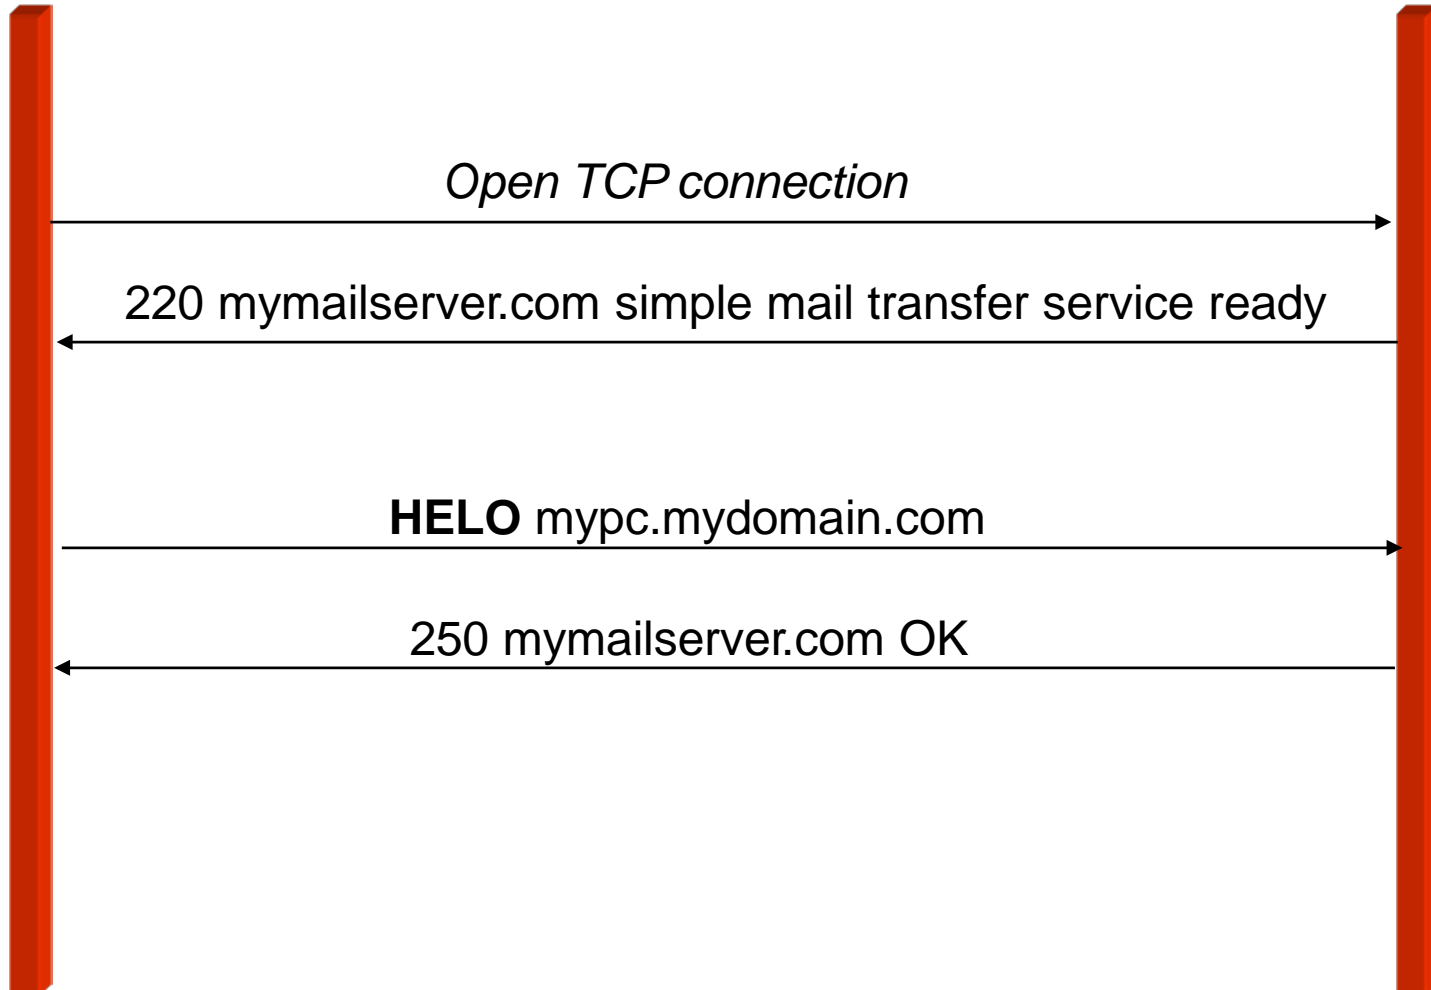 Open TCP connection
220 mymailserver.com simple mail transfer service ready
HELO mypc.mydomain.com
250 mymailserver.com OK